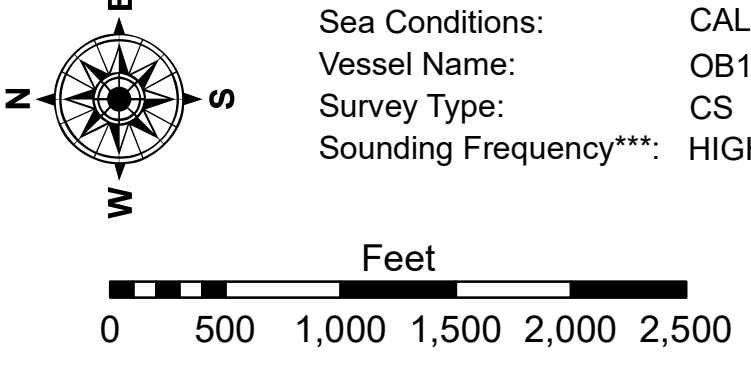 E
N
S
W
Sea Conditions: CAL
Vessel Name: OB1
Survey Type: CS
Sounding Frequency***: HIGH
Feet
0 500 1,000 1,500 2,000 2,500